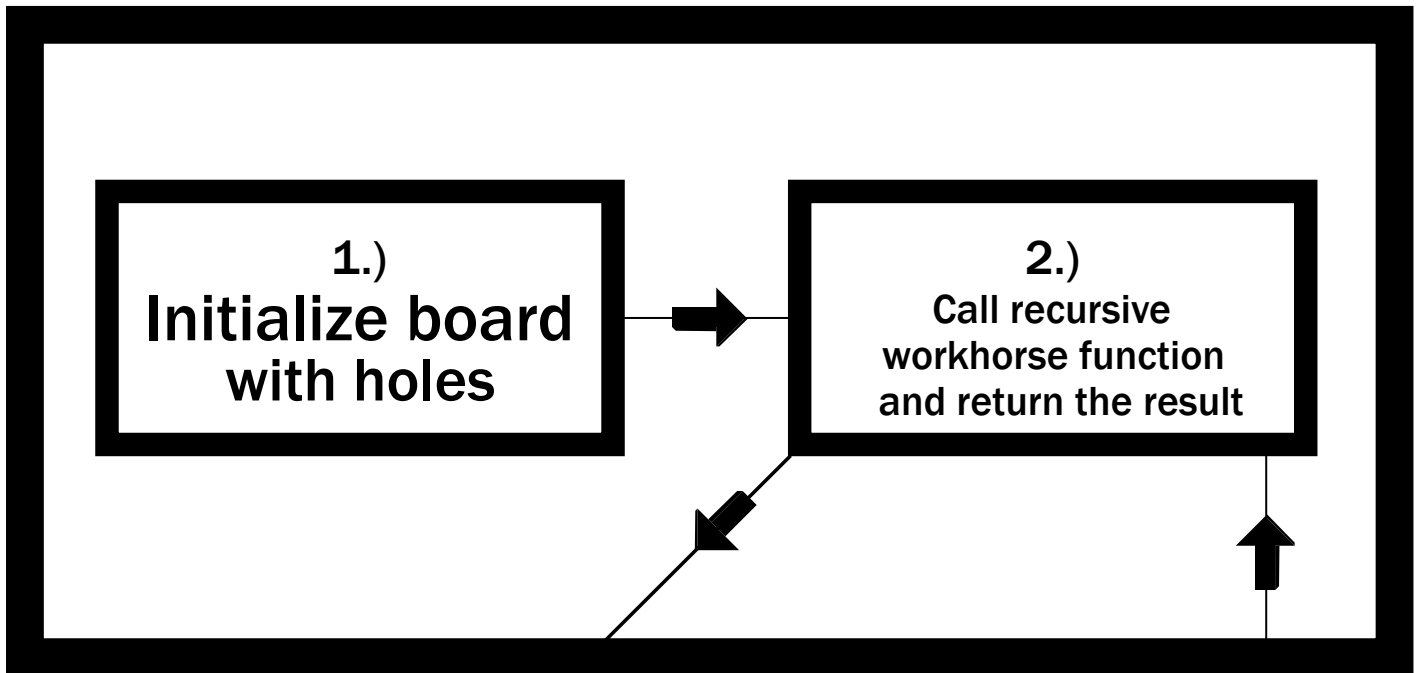 1.)
Initialize board
with holes
2.)
Call recursive
workhorse function
and return the result